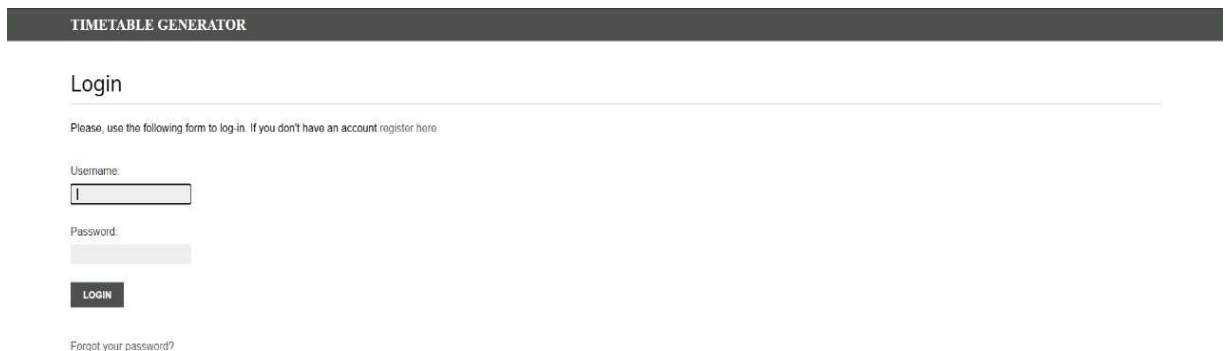 TIMETABLE GENERATOR
Login
Please, use the following form to log-in. If you don't have an account register here
Username:
Password:
LOGIN
Forgot your password?